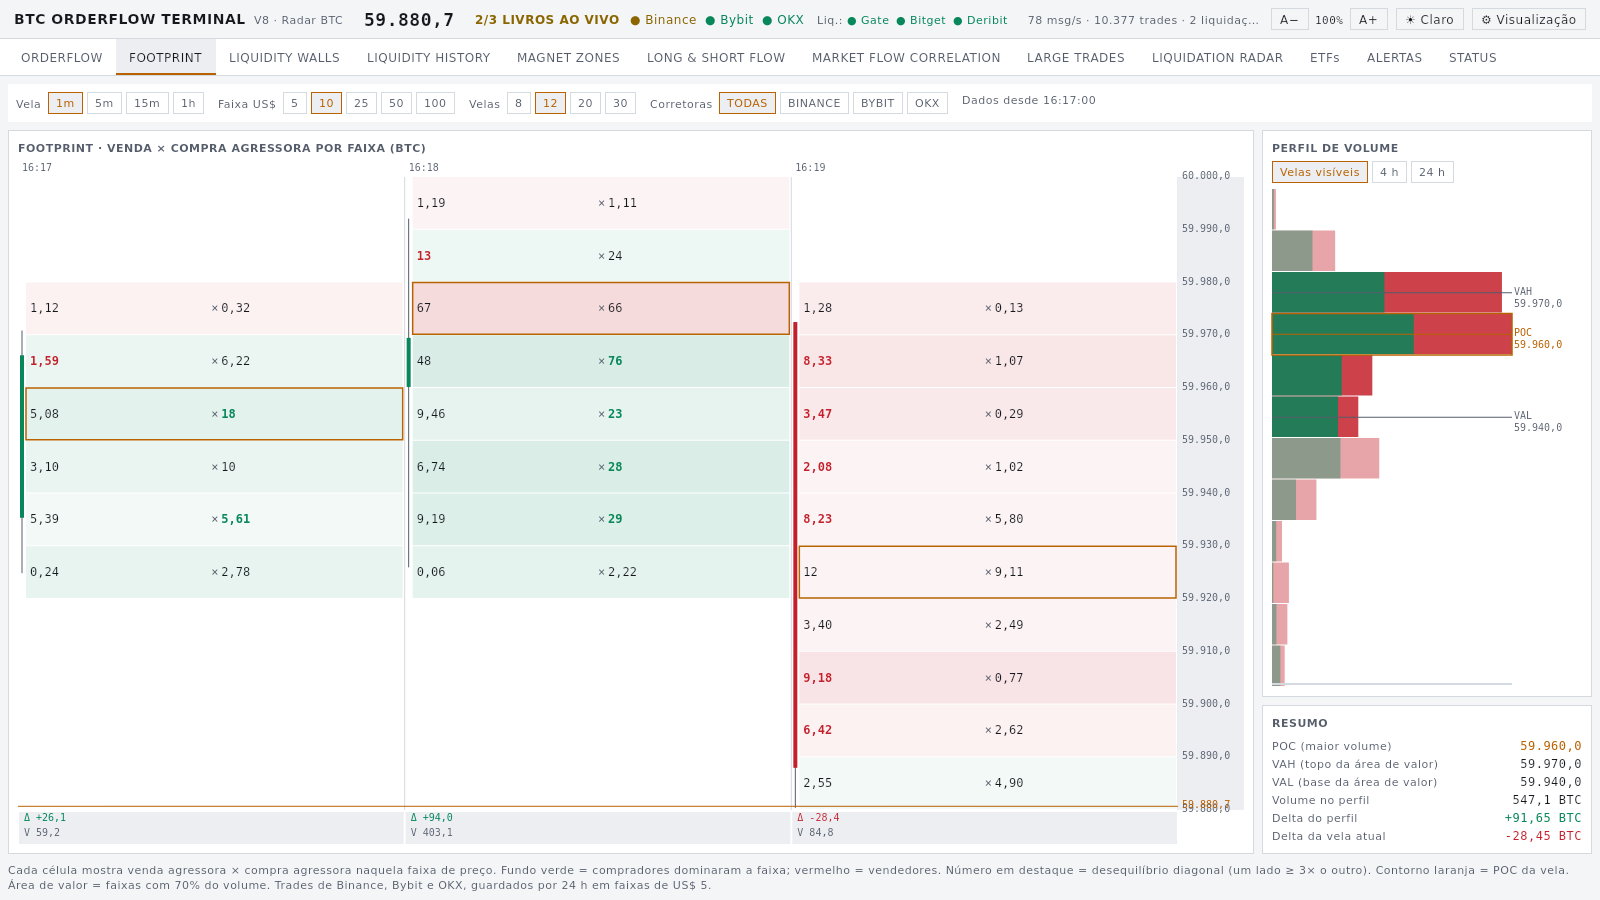 BTC ORDERFLOW TERMINAL V8 · Radar BTC 59.880,7 2/3 LIVROS AO VIVO ● Binance ● Bybit ● OKX Liq.: ● Gate ● Bitget ● Deribit 78 msg/s · 10.377 trades · 2 liquidaç… A− 100% A+ ☀ Claro ⚙ Visualização
ORDERFLOW FOOTPRINT LIQUIDITY WALLS LIQUIDITY HISTORY MAGNET ZONES LONG & SHORT FLOW MARKET FLOW CORRELATION LARGE TRADES LIQUIDATION RADAR ETFs ALERTAS STATUS
Vela 1m 5m 15m 1h Faixa US$ 5 10 25 50 100 Velas 8 12 20 30 Corretoras TODAS BINANCE BYBIT OKX Dados desde 16:17:00
FOOTPRINT · VENDA × COMPRA AGRESSORA POR FAIXA (BTC)
16:17 16:18 16:19
60.000,0
1,19 × 1,11
59.990,0
13 × 24
59.980,0
1,12 × 0,32 67 × 66 1,28 × 0,13
59.970,0
1,59 × 6,22 48 × 76 8,33 × 1,07
59.960,0
5,08 × 18 9,46 × 23 3,47 × 0,29
59.950,0
3,10 × 10 6,74 × 28 2,08 × 1,02
59.940,0
5,39 × 5,61 9,19 × 29 8,23 × 5,80
59.930,0
0,24 × 2,78 0,06 × 2,22 12 × 9,11
59.920,0
3,40 × 2,49
59.910,0
9,18 × 0,77
59.900,0
6,42 × 2,62
59.890,0
2,55 × 4,90
59.880,7
59.880,0
Δ +26,1 Δ +94,0 Δ -28,4
V 59,2 V 403,1 V 84,8
PERFIL DE VOLUME
Velas visíveis 4 h 24 h
VAH
59.970,0
POC
59.960,0
VAL
59.940,0
RESUMO
POC (maior volume) 59.960,0
VAH (topo da área de valor) 59.970,0
VAL (base da área de valor) 59.940,0
Volume no perfil 547,1 BTC
Delta do perfil +91,65 BTC
Delta da vela atual -28,45 BTC
Cada célula mostra venda agressora × compra agressora naquela faixa de preço. Fundo verde = compradores dominaram a faixa; vermelho = vendedores. Número em destaque = desequilíbrio diagonal (um lado ≥ 3× o outro). Contorno laranja = POC da vela.
Área de valor = faixas com 70% do volume. Trades de Binance, Bybit e OKX, guardados por 24 h em faixas de US$ 5.